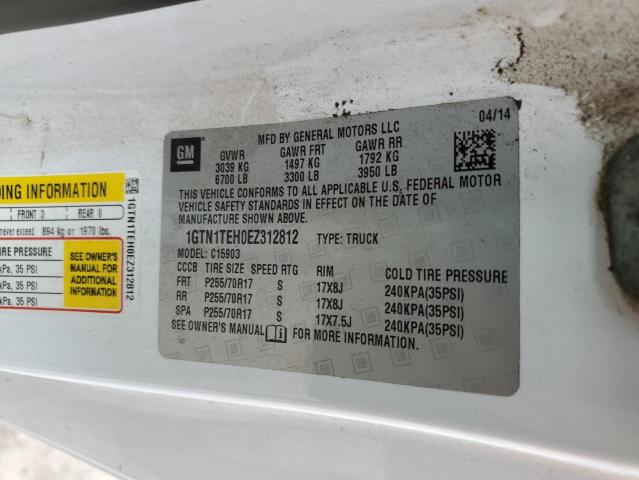 GM
MFD BY GENERAL MOTORS LLC
04/14
GVWR GAWR FRT GAWR RR
3039 KG 1497 KG 1792 KG
6700 LB 3300 LB 3950 LB
THIS VEHICLE CONFORMS TO ALL APPLICABLE U.S. FEDERAL MOTOR
VEHICLE SAFETY STANDARDS IN EFFECT ON THE DATE OF
MANUFACTURE SHOWN ABOVE.
1GTN1TEH0EZ312812 TYPE: TRUCK
MODEL: C15903
CCCB TIRE SIZE SPEED RTG RIM COLD TIRE PRESSURE
FRT P255/70R17 S 17X8J 240KPA(35PSI)
RR P255/70R17 S 17X8J 240KPA(35PSI)
SPA P255/70R17 S 17X7.5J 240KPA(35PSI)
SEE OWNER'S MANUAL FOR MORE INFORMATION.
INFORMATION
FRONT 3 REAR 0
never exceed 894 kg or 1970 lbs.
PRESSURE
kPa, 35 PSI
kPa, 35 PSI
kPa, 35 PSI
SEE OWNER'S
MANUAL FOR
ADDITIONAL
INFORMATION
1GTN1TEH0EZ312812